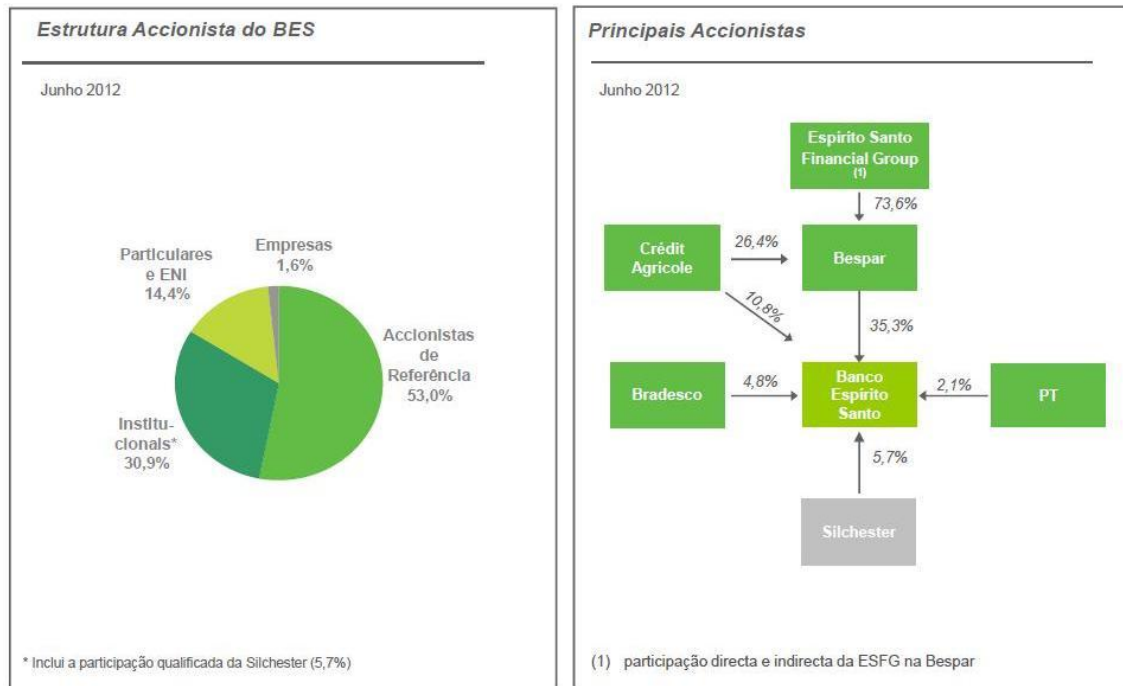 Estrutura Accionista do BES
Junho 2012
Empresas
1,6%
Particulares
e ENI
14,4%
Accionistas
de
Referência
53,0%
Institu-
cionais*
30,9%
* Inclui a participação qualificada da Silchester (5,7%)
Principais Accionistas
Junho 2012
Espírito Santo
Financial Group
(1)
73,6%
Crédit
Agricole
26,4%
Bespar
10,8%
35,3%
Bradesco
4,8%
Banco
Espírito
Santo
2,1%
PT
5,7%
Silchester
(1) participação directa e indirecta da ESFG na Bespar